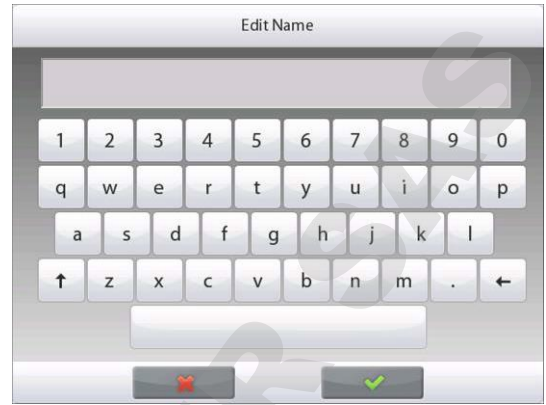 Edit Name
1 2 3 4 5 6 7 8 9 0
q w e r t y u i o p
a s d f g h j k l
↑ z x c v b n m . ←